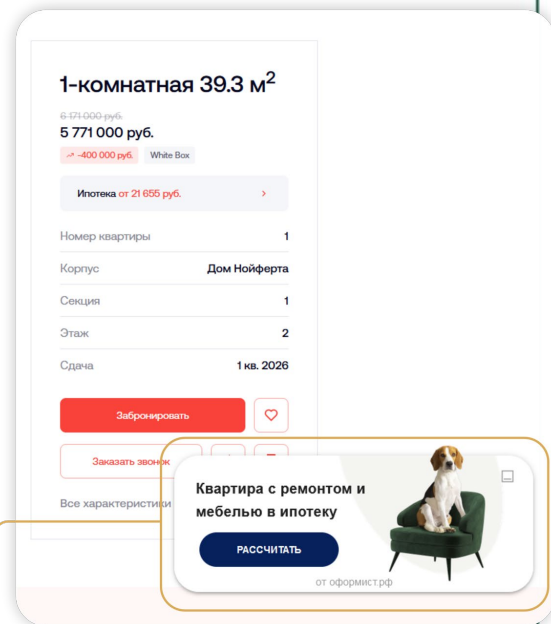 1-комнатная 39.3 м²
6 171 000 руб.
5 771 000 руб.
-400 000 руб. White Box
Ипотека от 21 655 руб.
Номер квартиры 1
Корпус Дом Нойферта
Секция 1
Этаж 2
Сдача 1 кв. 2026
Забронировать
Заказать звонок
Все характеристики
Квартира с ремонтом и
мебелью в ипотеку
РАССЧИТАТЬ
от оформист.рф